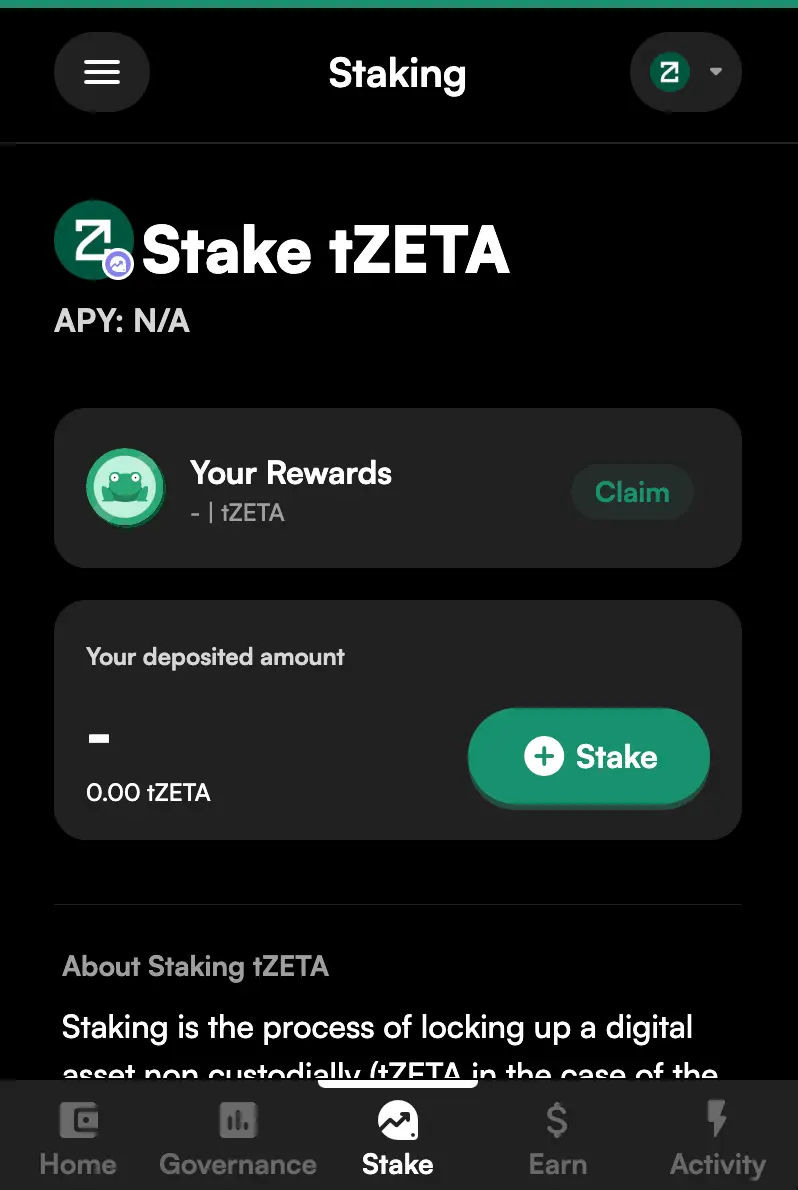 Staking
Stake tZETA
APY: N/A
Your Rewards
- | tZETA
Claim
Your deposited amount
-
0.00 tZETA
Stake
About Staking tZETA
Staking is the process of locking up a digital
asset non custodially (tZETA in the case of the
Home Governance Stake Earn Activity